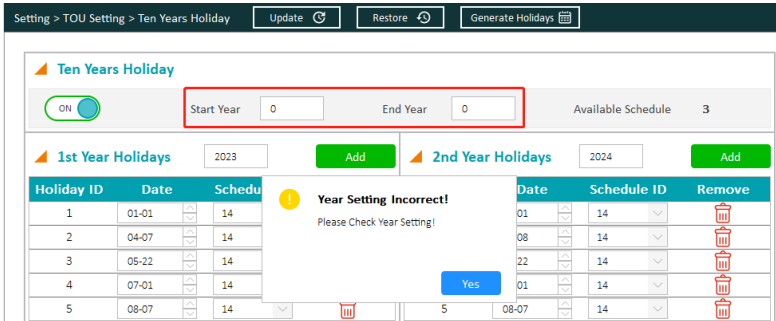 Setting > TOU Setting > Ten Years Holiday Update Restore Generate Holidays
Ten Years Holiday
ON Start Year 0 End Year 0 Available Schedule 3
1st Year Holidays 2023 Add 2nd Year Holidays 2024 Add
Holiday ID Date Schedu Date Schedule ID Remove
1 01-01 14 01 14
2 04-07 14 08 14
3 05-22 14 22 14
4 07-01 14 01 14
5 08-07 14 5 08-07 14
! Year Setting Incorrect!
Please Check Year Setting!
Yes